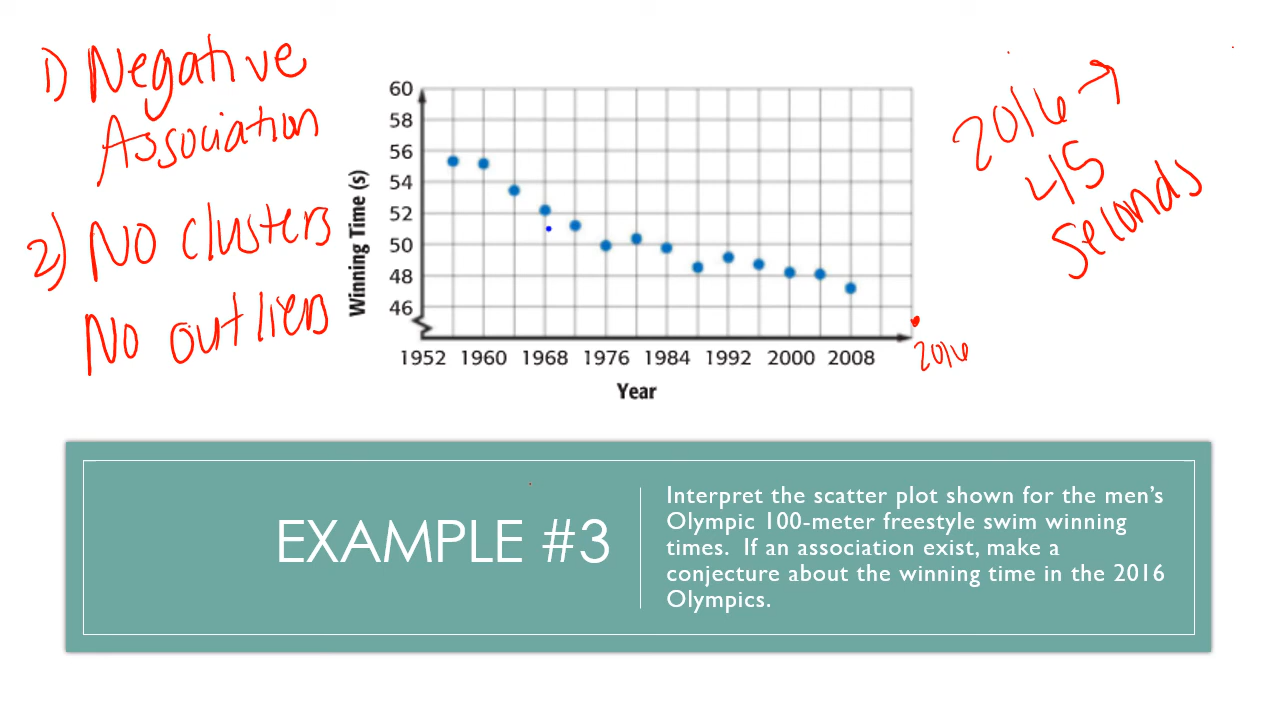 1) Negative
Association
2) No clusters
No outliers
60
58
56
54
52
50
48
46
Winning Time (s)
1952 1960 1968 1976 1984 1992 2000 2008
2016
Year
2016 →
45
Seconds
EXAMPLE #3
Interpret the scatter plot shown for the men's
Olympic 100-meter freestyle swim winning
times. If an association exist, make a
conjecture about the winning time in the 2016
Olympics.